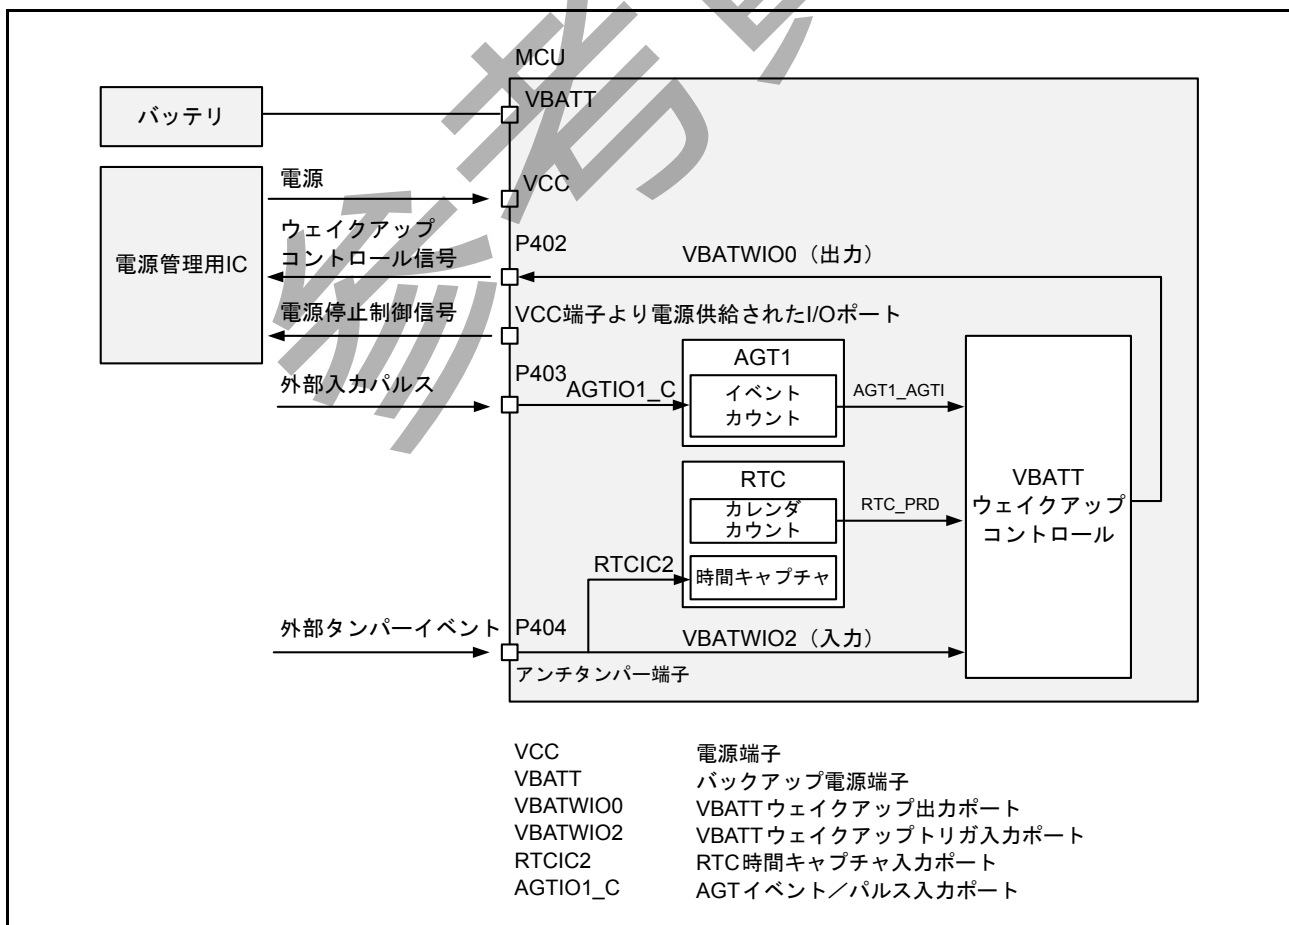 MCU
バッテリ
VBATT
電源
VCC
電源管理用IC
ウェイクアップ
コントロール信号
P402
VBATWIO0（出力）
電源停止制御信号
VCC端子より電源供給されたI/Oポート
外部入力パルス
P403
AGTIO1_C
AGT1
イベント
カウント
AGT1_AGTI
RTC
カレンダ
カウント
RTC_PRD
時間キャプチャ
RTCIC2
VBATT
ウェイクアップ
コントロール
外部タンパーイベント
P404
VBATWIO2（入力）
アンチタンパー端子
VCC 電源端子
VBATT バックアップ電源端子
VBATWIO0 VBATTウェイクアップ出力ポート
VBATWIO2 VBATTウェイクアップトリガ入力ポート
RTCIC2 RTC時間キャプチャ入力ポート
AGTIO1_C AGTイベント／パルス入力ポート
参考